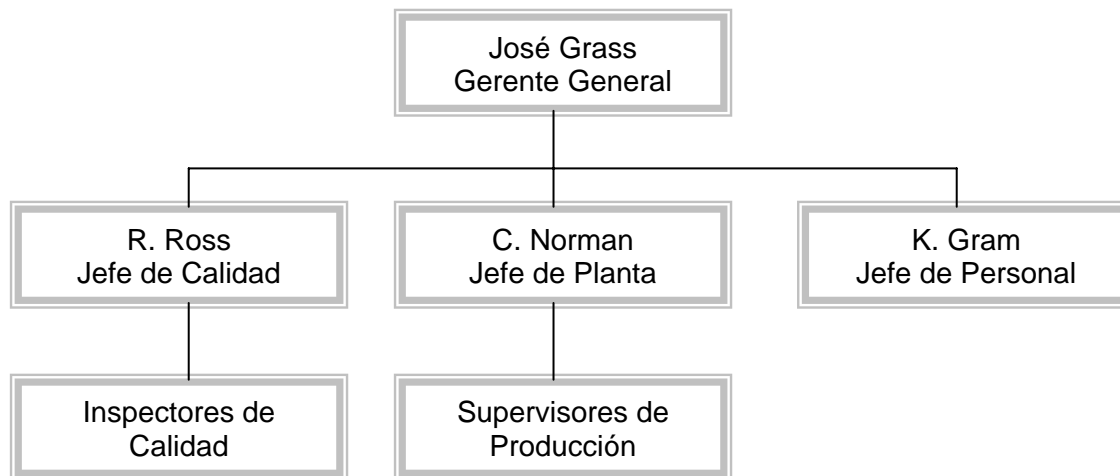 José Grass
Gerente General
R. Ross
Jefe de Calidad
C. Norman
Jefe de Planta
K. Gram
Jefe de Personal
Inspectores de
Calidad
Supervisores de
Producción